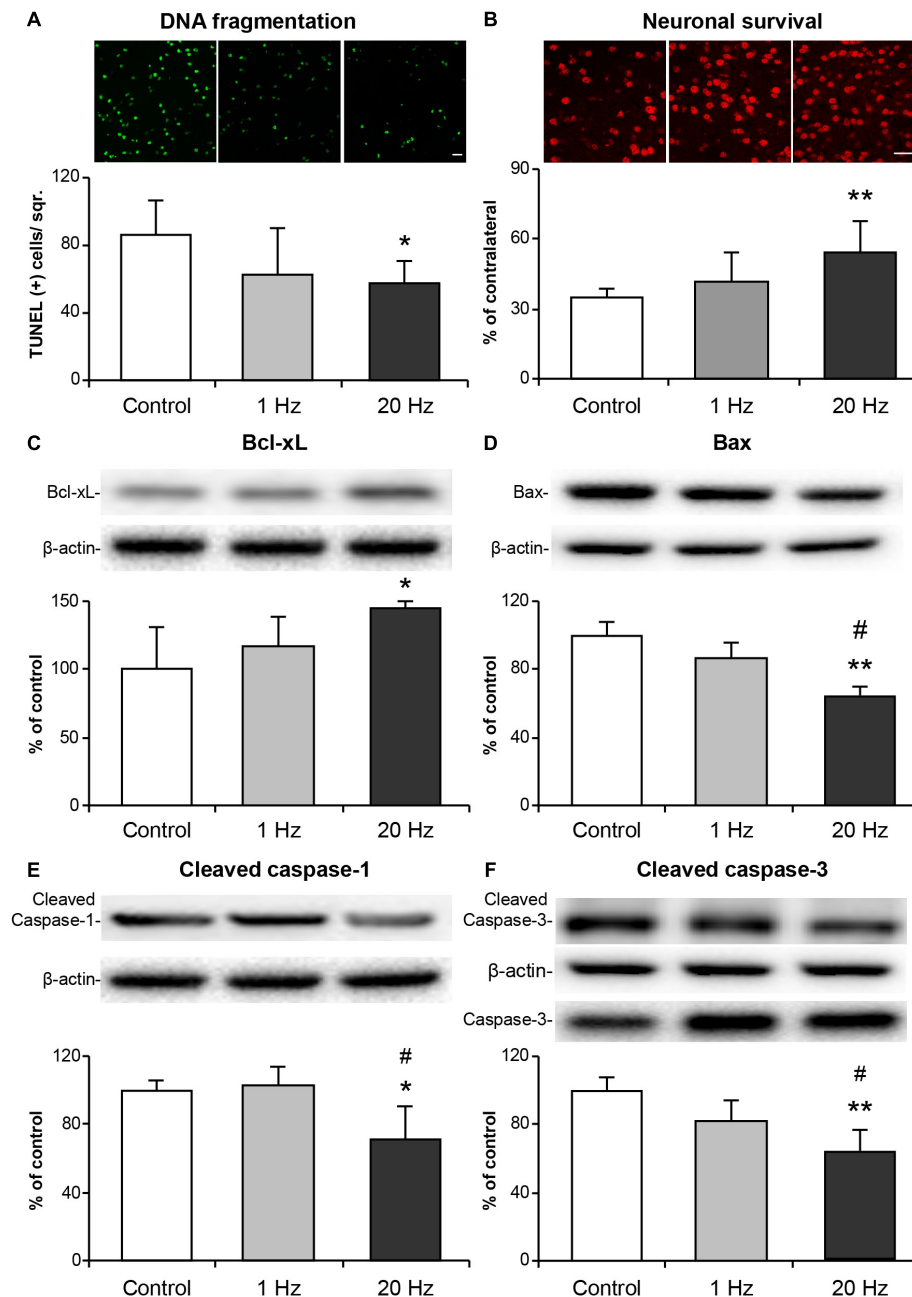 A DNA fragmentation
TUNEL (+) cells/ sqr.
120
80
40
0
*
Control 1 Hz 20 Hz
B Neuronal survival
% of contralateral
90
60
30
0
**
Control 1 Hz 20 Hz
C Bcl-xL
Bcl-xL-
β-actin-
% of control
150
100
50
0
*
Control 1 Hz 20 Hz
D Bax
Bax-
β-actin-
% of control
120
80
40
0
#
**
Control 1 Hz 20 Hz
E Cleaved caspase-1
Cleaved
Caspase-1-
β-actin-
% of control
120
80
40
0
#
*
Control 1 Hz 20 Hz
F Cleaved caspase-3
Cleaved
Caspase-3-
β-actin-
Caspase-3-
% of control
120
80
40
0
#
**
Control 1 Hz 20 Hz